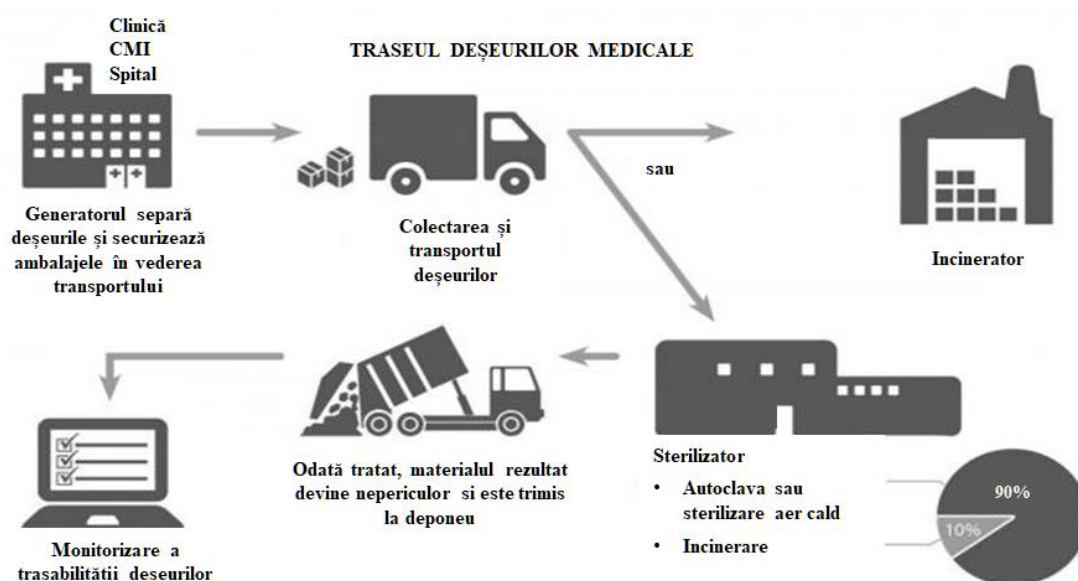 Clinică
CMI
Spital
TRASEUL DEȘEURILOR MEDICALE
sau
Generatorul separă
deșeurile și securizează
ambalajele în vederea
transportului
Colectarea și
transportul
deșeurilor
Incinerator
Odată tratat, materialul rezultat
devine nepericulor si este trimis
la deponeu
Sterilizator
• Autoclava sau
sterilizare aer cald
• Incinerare
90%
10%
Monitorizare a
trasabilității deseurilor